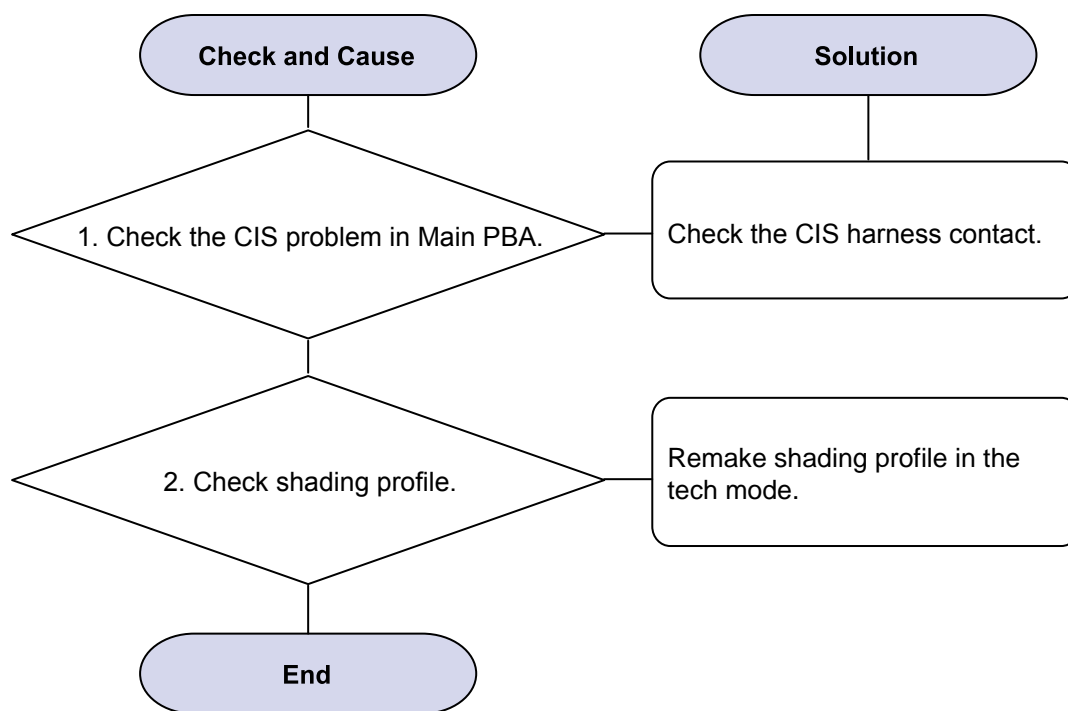 Check and Cause
Solution
1. Check the CIS problem in Main PBA.
Check the CIS harness contact.
2. Check shading profile.
Remake shading profile in the
tech mode.
End